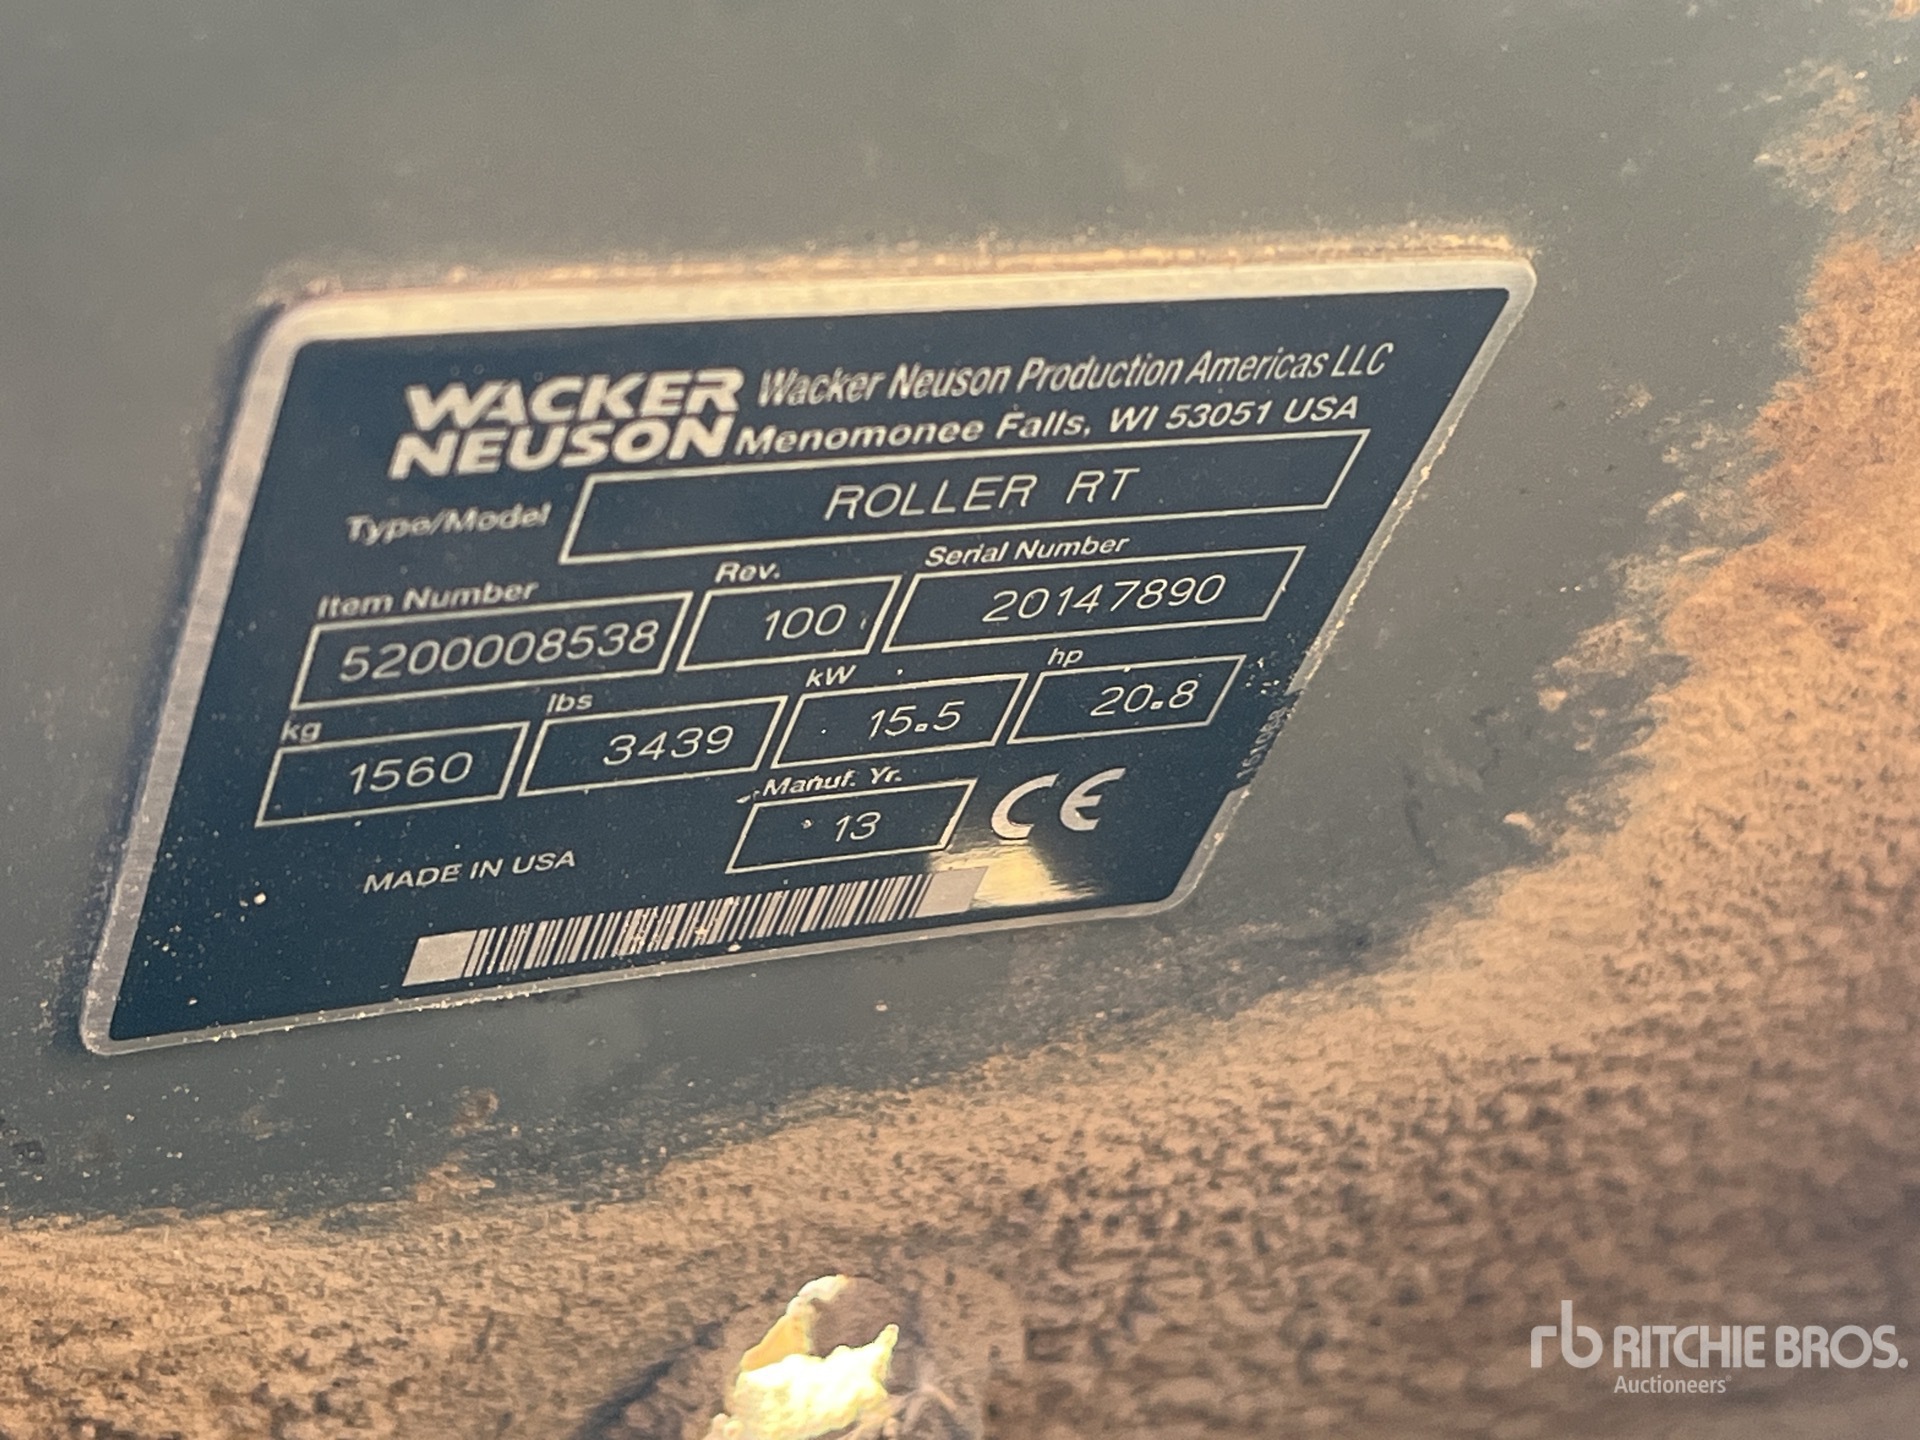 WACKER
NEUSON
Wacker Neuson Production Americas LLC
Menomonee Falls, WI 53051 USA
Type/Model ROLLER RT
Item Number Rev. Serial Number
5200008538 100 20147890
kg lbs kW hp
1560 3439 15.5 20.8
Manuf. Yr.
13 CE
MADE IN USA
rb RITCHIE BROS.
Auctioneers